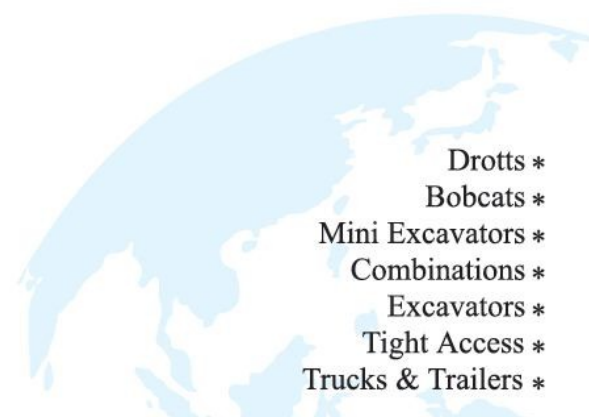 Drotts *
Bobcats *
Mini Excavators *
Combinations *
Excavators *
Tight Access *
Trucks & Trailers *